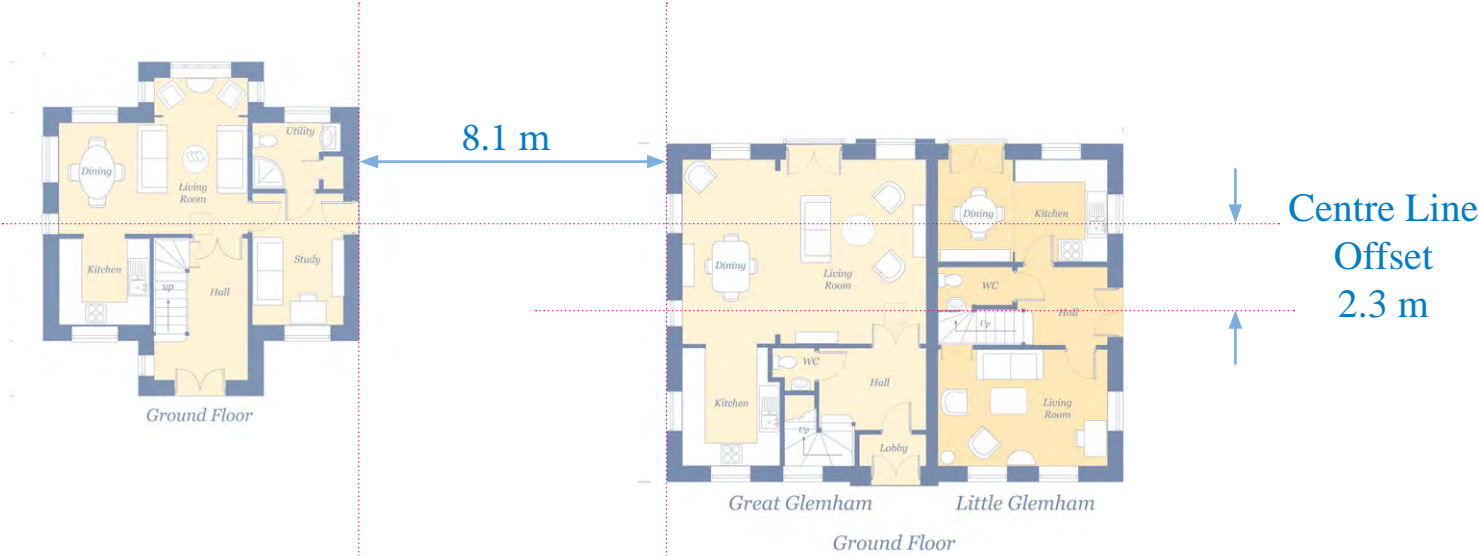 Utility
Dining
Living
Room
Kitchen
up
Hall
Study
Ground Floor
8.1 m
Dining
Living
Room
WC
Hall
Kitchen
Up
Lobby
Great Glemham
Dining
Kitchen
WC
Hall
Up
Living
Room
Little Glemham
Ground Floor
Centre Line
Offset
2.3 m